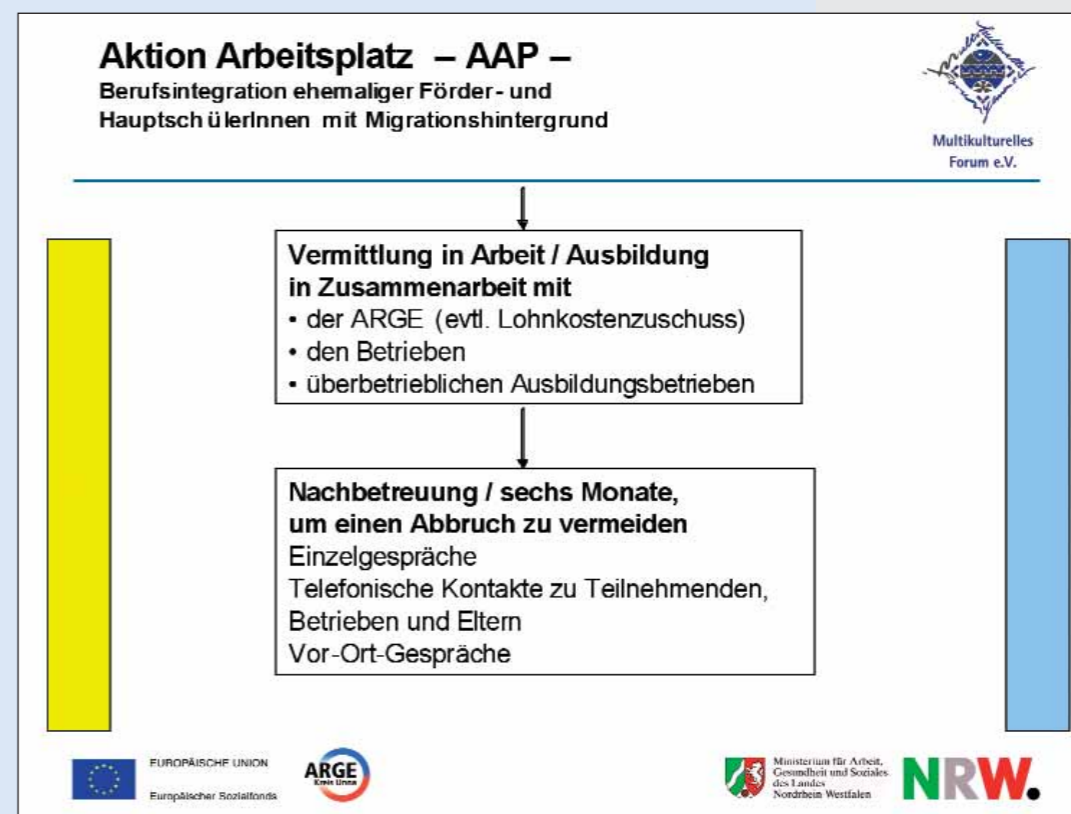 Aktion Arbeitsplatz – AAP –
Berufsintegration ehemaliger Förder- und
HauptschülerInnen mit Migrationshintergrund
Multikulturelles
Forum e.V.
Vermittlung in Arbeit / Ausbildung
in Zusammenarbeit mit
• der ARGE (evtl. Lohnkostenzuschuss)
• den Betrieben
• überbetrieblichen Ausbildungsbetrieben
Nachbetreuung / sechs Monate,
um einen Abbruch zu vermeiden
Einzelgespräche
Telefonische Kontakte zu Teilnehmenden,
Betrieben und Eltern
Vor-Ort-Gespräche
EUROPÄISCHE UNION
Europäischer Sozialfonds
ARGE
Kreis Unna
Ministerium für Arbeit,
Gesundheit und Soziales
des Landes
Nordrhein Westfalen
NRW.